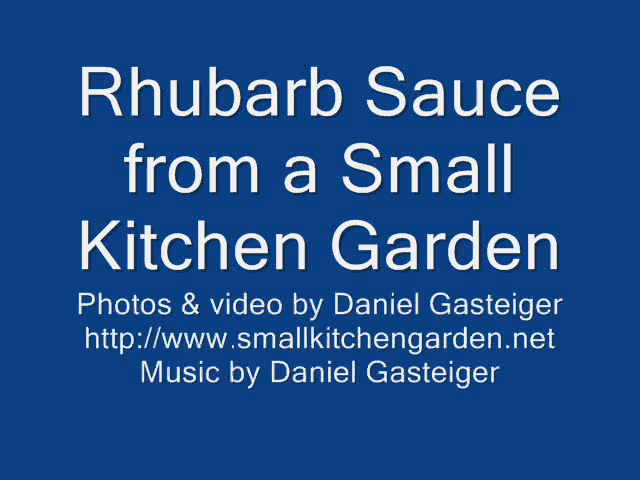 Rhubarb Sauce
from a Small
Kitchen Garden
Photos & video by Daniel Gasteiger
http://www.smallkitchengarden.net
Music by Daniel Gasteiger